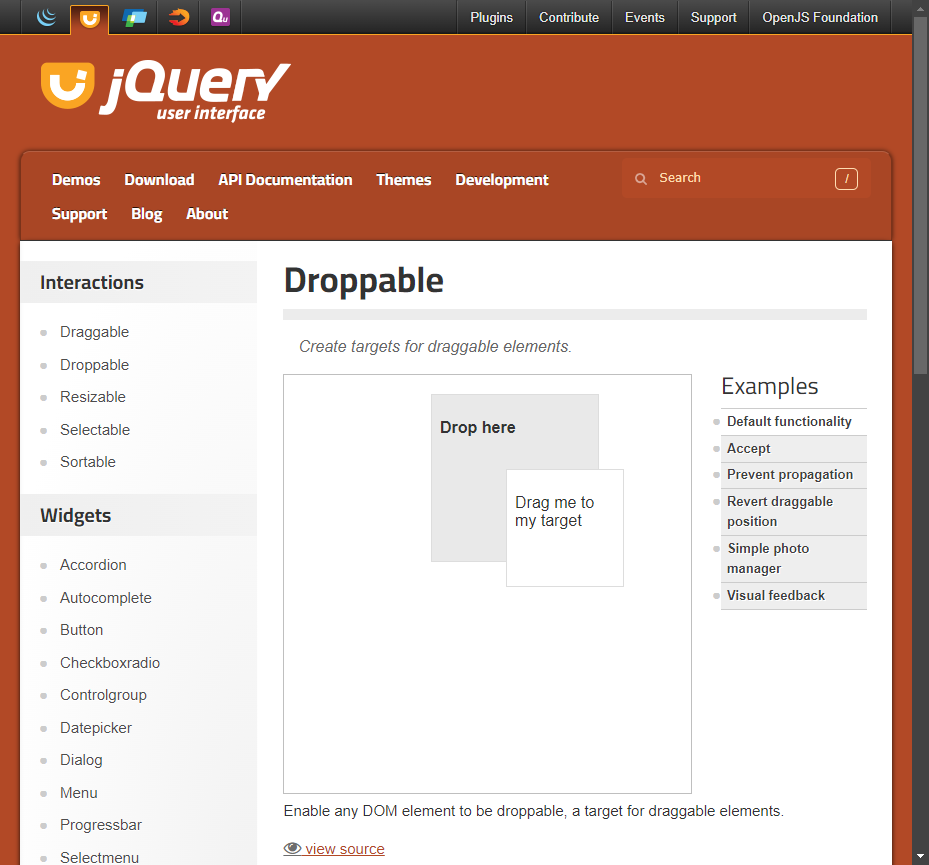 Qu
Plugins
Contribute
Events
Support
OpenJS Foundation
jQuery
user interface
Demos
Download
API Documentation
Themes
Development
Support
Blog
About
Search
/
Interactions
Draggable
Droppable
Resizable
Selectable
Sortable
Widgets
Accordion
Autocomplete
Button
Checkboxradio
Controlgroup
Datepicker
Dialog
Menu
Progressbar
Selectmenu
Droppable
Create targets for draggable elements.
Drop here
Drag me to
my target
Enable any DOM element to be droppable, a target for draggable elements.
view source
Examples
Default functionality
Accept
Prevent propagation
Revert draggable
position
Simple photo
manager
Visual feedback